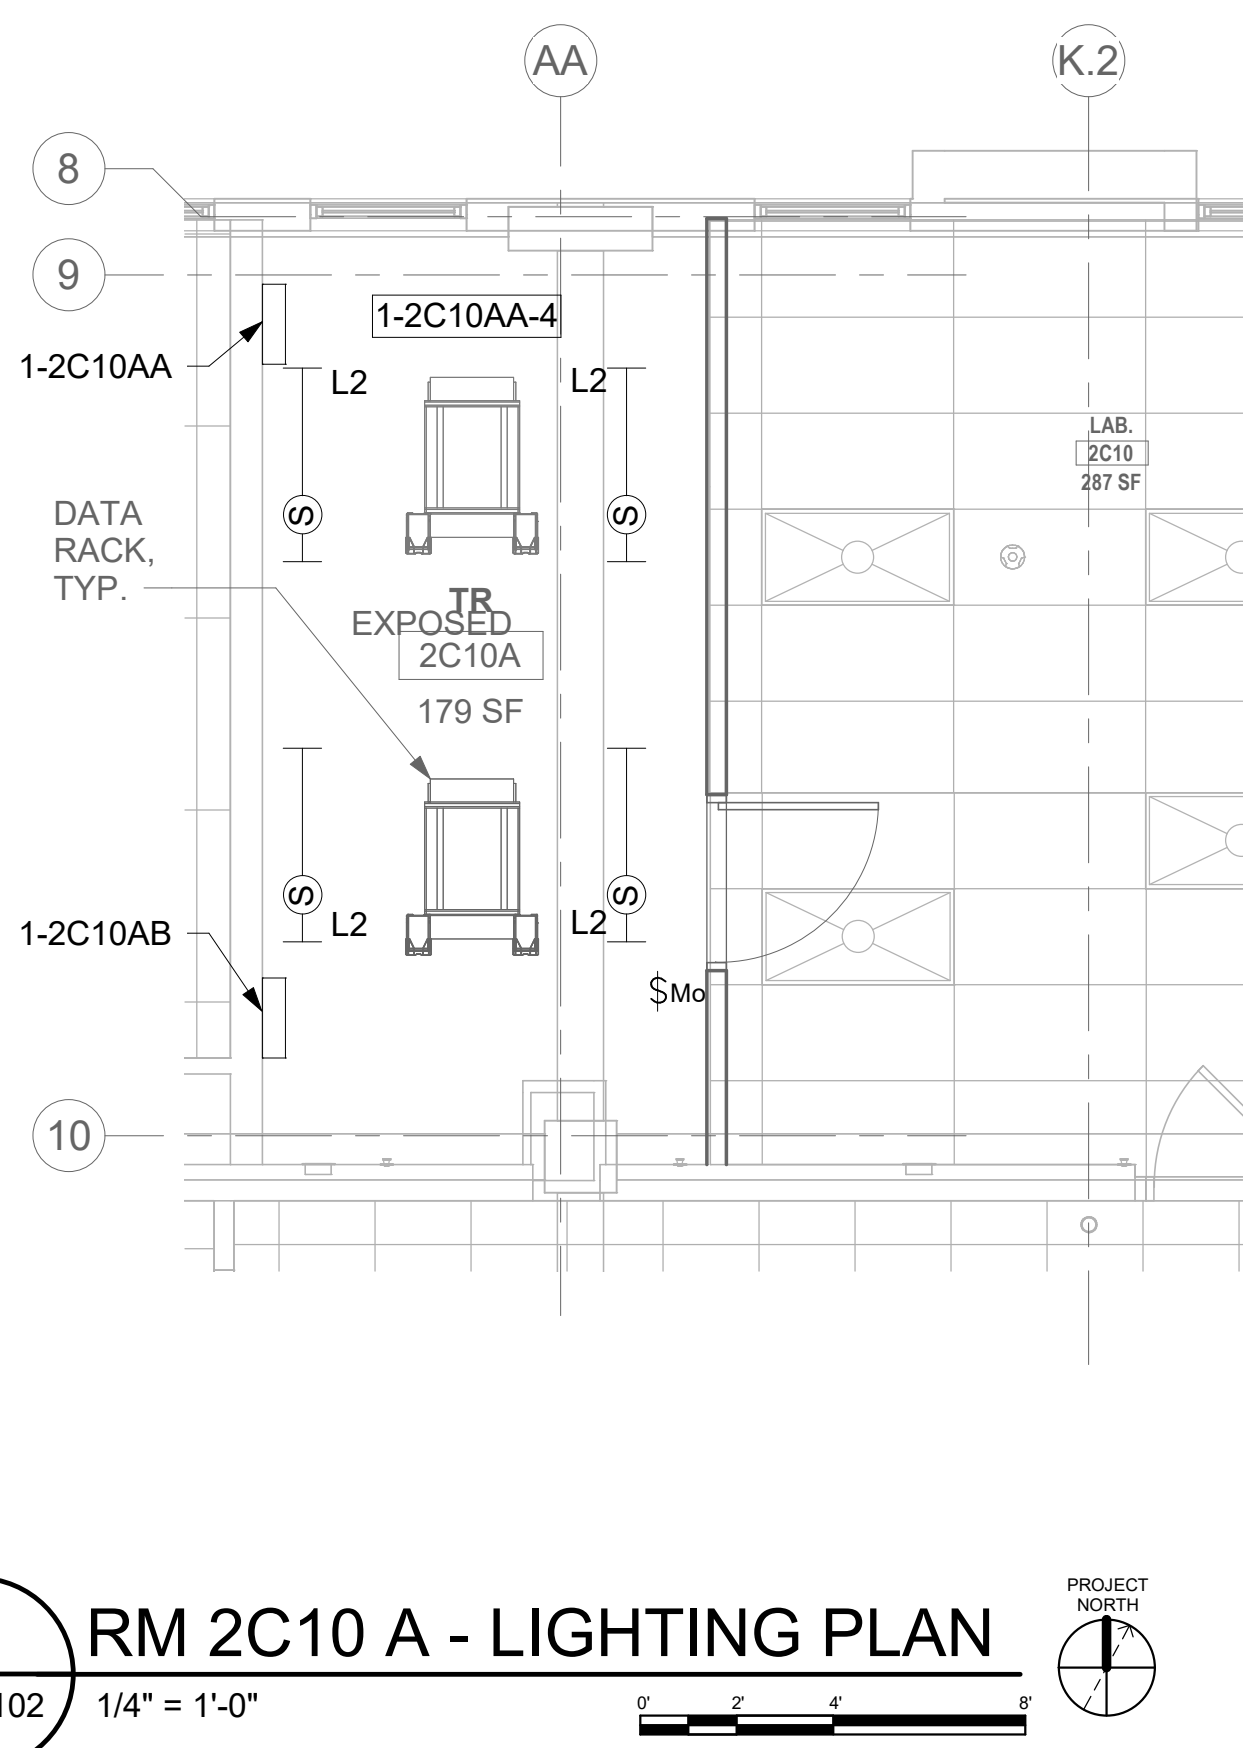 AA
K.2
8
9
1-2C10AA-4
1-2C10AA
L2
L2
LAB.
2C10
287 SF
S
S
DATA
RACK,
TYP.
TR
EXPOSED
2C10A
179 SF
S
S
L2
L2
1-2C10AB
$Mo
10
PROJECT
NORTH
RM 2C10 A - LIGHTING PLAN
102
1/4" = 1'-0"
0' 2' 4' 8'